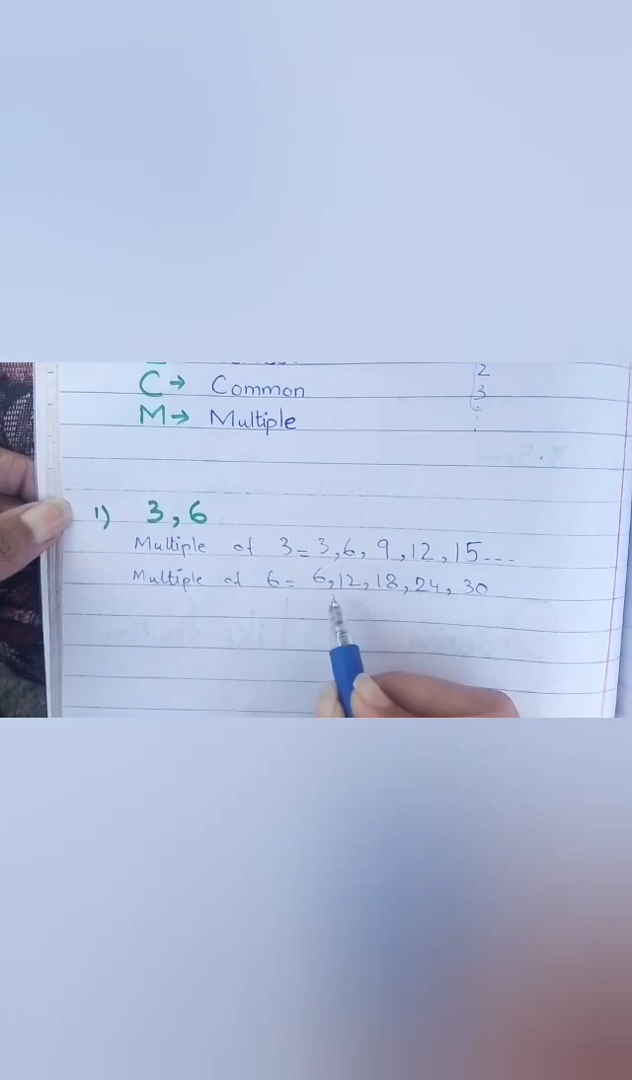 2
C → Common 3
M → Multiple
1) 3, 6
Multiple of 3 = 3, 6, 9, 12, 15 ---
Multiple of 6 = 6, 12, 18, 24, 30